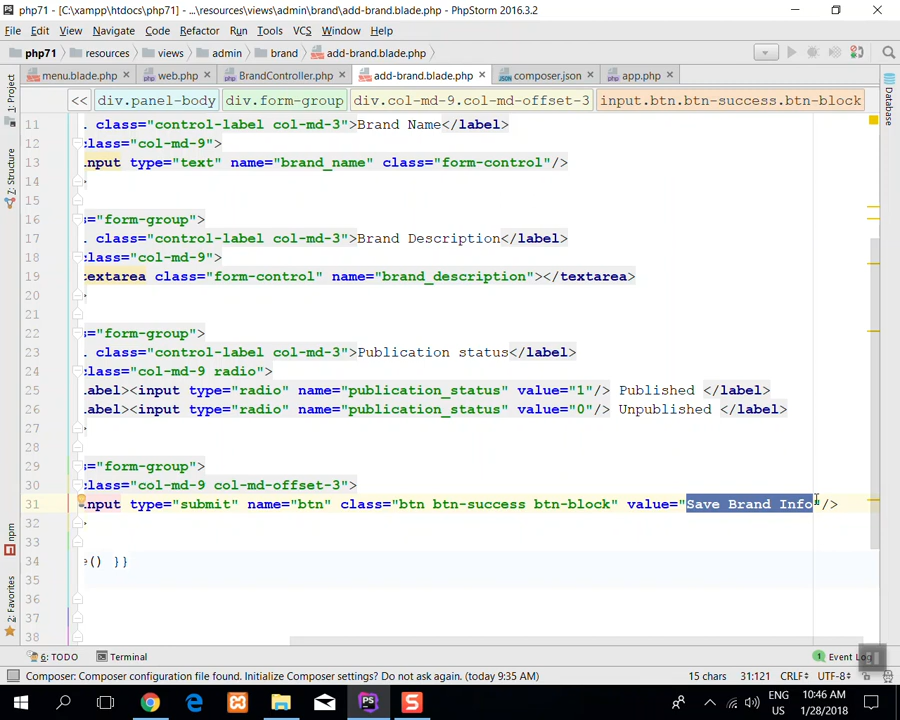 php71 - [C:\xampp\htdocs\php71] - ...\resources\views\admin\brand\add-brand.blade.php - PhpStorm 2016.3.2
File Edit View Navigate Code Refactor Run Tools VCS Window Help
php71 resources views admin brand add-brand.blade.php
menu.blade.php web.php BrandController.php add-brand.blade.php composer.json app.php
<< div.panel-body div.form-group div.col-md-9.col-md-offset-3 input.btn.btn-success.btn-block
1: Project
Z: Structure
npm
2: Favorites
Database
11 class="control-label col-md-3">Brand Name</label>
12 class="col-md-9">
13 input type="text" name="brand_name" class="form-control"/>
14
15
16 s="form-group">
17 class="control-label col-md-3">Brand Description</label>
18 class="col-md-9">
19 textarea class="form-control" name="brand_description"></textarea>
20
21
22 s="form-group">
23 class="control-label col-md-3">Publication status</label>
24 class="col-md-9 radio">
25 label><input type="radio" name="publication_status" value="1"/> Published </label>
26 label><input type="radio" name="publication_status" value="0"/> Unpublished </label>
27
28
29 s="form-group">
30 class="col-md-9 col-md-offset-3">
31 input type="submit" name="btn" class="btn btn-success btn-block" value="Save Brand Info"/>
32
33
34 e() }}
35
36
37
38
6: TODO Terminal 1 Event Log
Composer: Composer configuration file found. Initialize Composer settings? Do not ask again. (today 9:35 AM) 15 chars 31:121 CRLF UTF-8
ENG 10:46 AM
US 1/28/2018